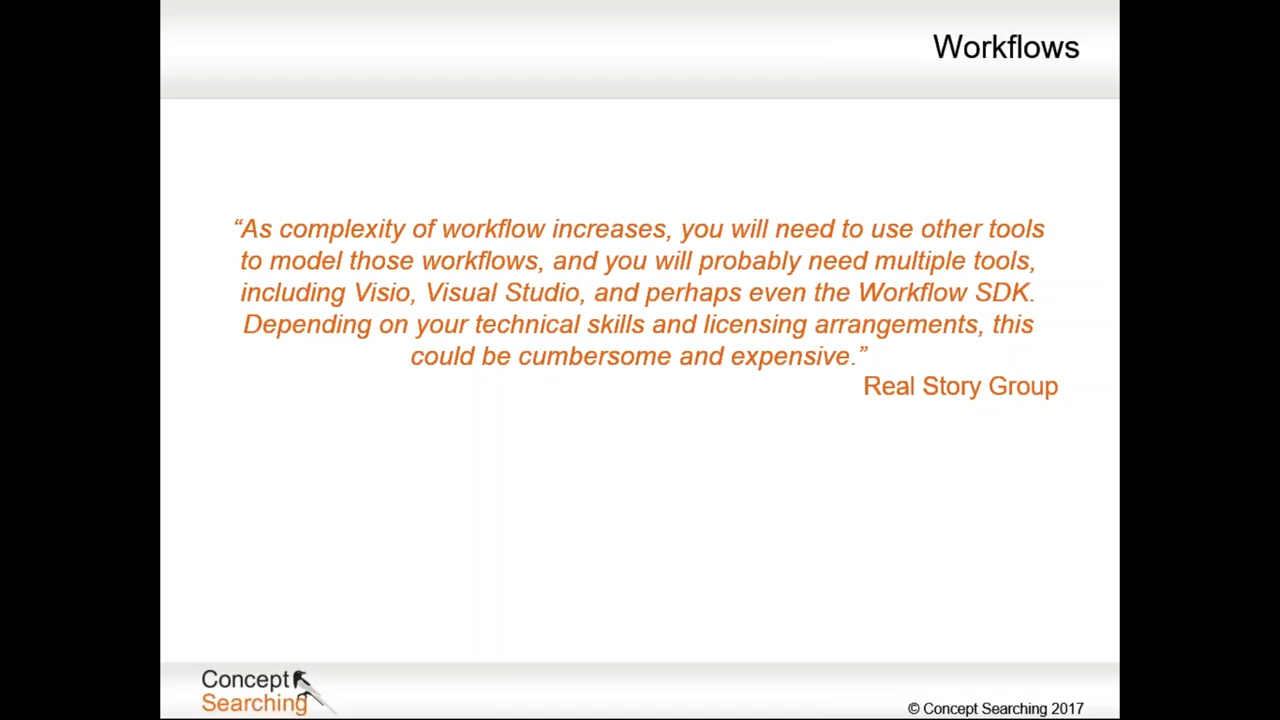 Workflows
“As complexity of workflow increases, you will need to use other tools
to model those workflows, and you will probably need multiple tools,
including Visio, Visual Studio, and perhaps even the Workflow SDK.
Depending on your technical skills and licensing arrangements, this
could be cumbersome and expensive.”
Real Story Group
Concept
Searching
© Concept Searching 2017